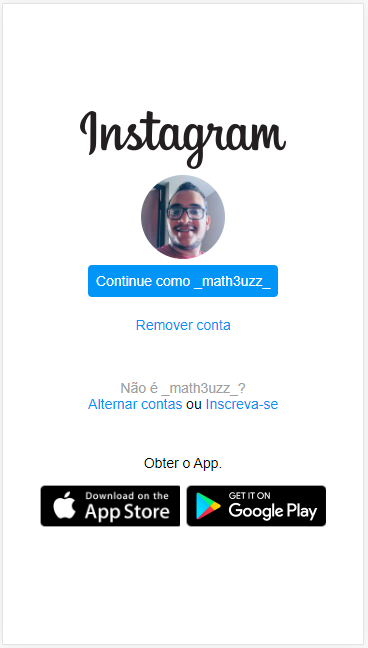 Instagram
Continue como _math3uzz_
Remover conta
Não é _math3uzz_?
Alternar contas ou Inscreva-se
Obter o App.
Download on the
App Store
GET IT ON
Google Play